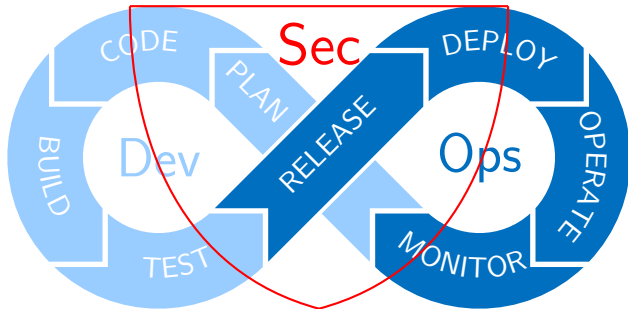 Sec
CODE
DEPLOY
PLAN
RELEASE
OPERATE
BUILD
Dev
Ops
TEST
MONITOR